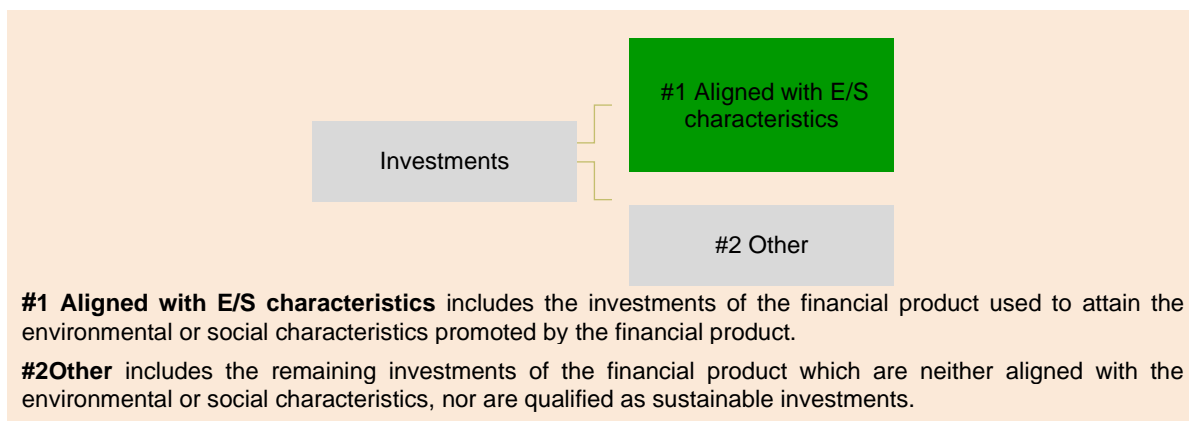 #1 Aligned with E/S
characteristics
Investments
#2 Other
#1 Aligned with E/S characteristics includes the investments of the financial product used to attain the
environmental or social characteristics promoted by the financial product.
#2Other includes the remaining investments of the financial product which are neither aligned with the
environmental or social characteristics, nor are qualified as sustainable investments.